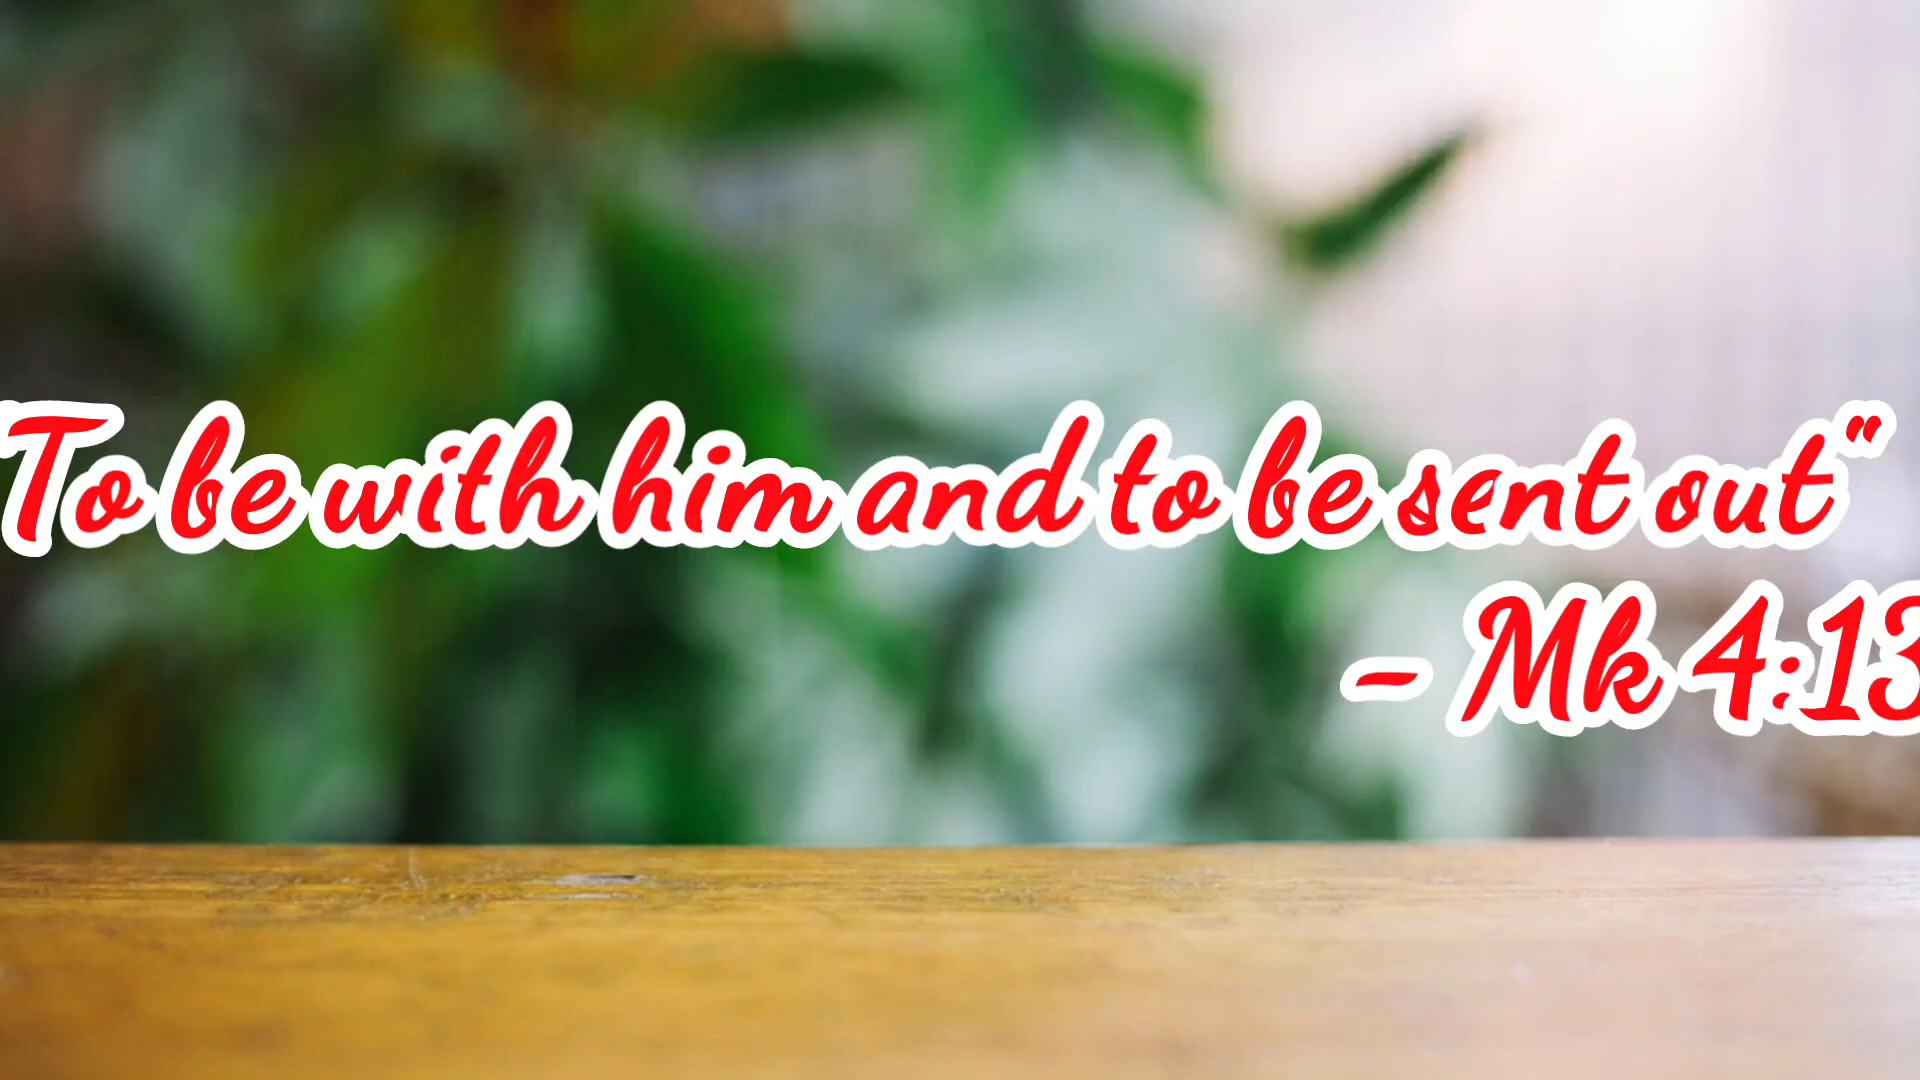 To be with him and to be sent out“
– Mk 4:13